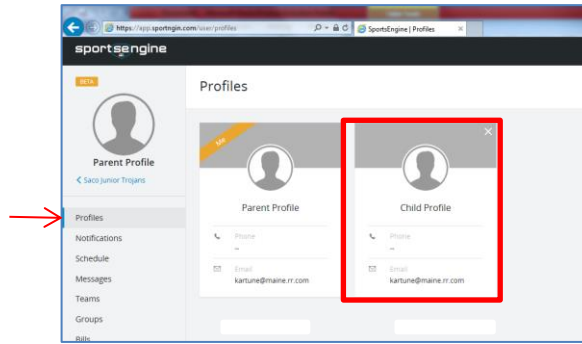 https://app.sportngin.com/user/profiles
SportsEngine | Profiles
sportsengine
BETA
Parent Profile
Saco Junior Trojans
Profiles
Notifications
Schedule
Messages
Teams
Groups
Bills
Profiles
Me
Parent Profile
Phone
--
Email
kartune@maine.rr.com
Child Profile
Phone
--
Email
kartune@maine.rr.com